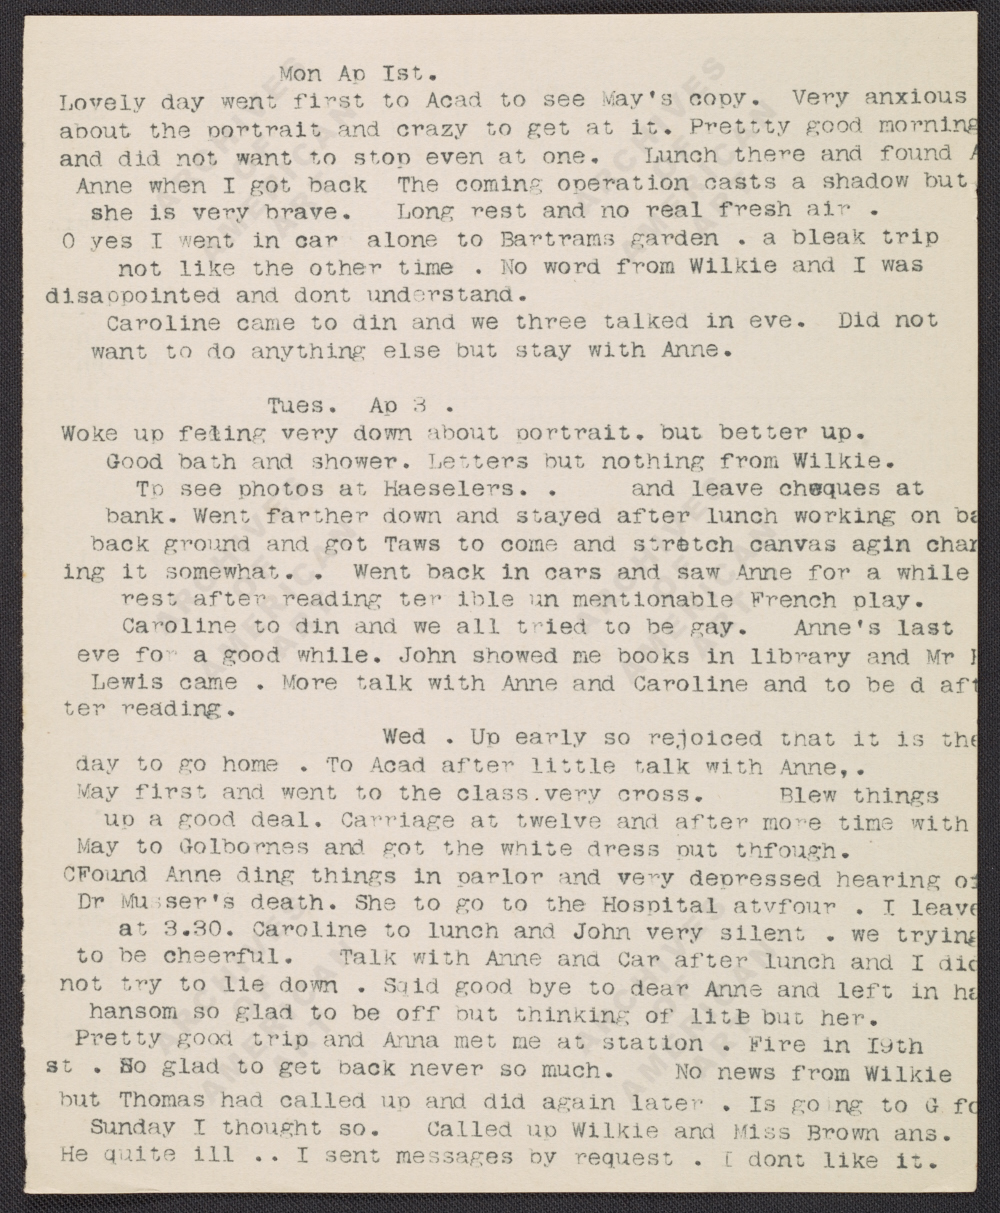 Mon Ap Ist.
Lovely day went first to Acad to see May's copy. Very anxious
about the portrait and crazy to get at it. Prettty good morning
and did not want to stop even at one. Lunch there and found A
Anne when I got back The coming operation casts a shadow but
she is very brave. Long rest and no real fresh air .
O yes I went in car alone to Bartrams garden . a bleak trip
not like the other time . No word from Wilkie and I was
disappointed and dont understand.
Caroline came to din and we three talked in eve. Did not
want to do anything else but stay with Anne.
Tues. Ap 3 .
Woke up feeling very down about portrait. but better up.
Good bath and shower. Letters but nothing from Wilkie.
To see photos at Haeselers. . and leave cheques at
bank. Went farther down and stayed after lunch working on ba
back ground and got Taws to come and stretch canvas agin chan
ing it somewhat. . Went back in cars and saw Anne for a while
rest after reading ter ible un mentionable French play.
Caroline to din and we all tried to be gay. Anne's last
eve for a good while. John showed me books in library and Mr
Lewis came . More talk with Anne and Caroline and to be d aft
ter reading.
Wed . Up early so rejoiced that it is the
day to go home . To Acad after little talk with Anne,.
May first and went to the class.very cross. Blew things
up a good deal. Carriage at twelve and after more time with
May to Golbornes and got the white dress put thfough.
CFound Anne ding things in parlor and very depressed hearing of
Dr Musser's death. She to go to the Hospital atvfour . I leave
at 3.30. Caroline to lunch and John very silent . we trying
to be cheerful. Talk with Anne and Car after lunch and I did
not try to lie down . Sqid good bye to dear Anne and left in ha
hansom so glad to be off but thinking of litt but her.
Pretty good trip and Anna met me at station . Fire in I9th
st . So glad to get back never so much. No news from Wilkie
but Thomas had called up and did again later . Is going to G fo
Sunday I thought so. Called up Wilkie and Miss Brown ans.
He quite ill .. I sent messages by request . I dont like it.